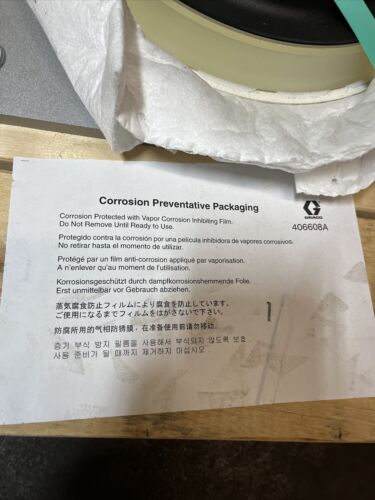 Corrosion Preventative Packaging
GRACO
406608A
Corrosion Protected with Vapor Corrosion Inhibiting Film.
Do Not Remove Until Ready to Use.
Protegido contra la corrosión por una película inhibidora de vapores corrosivos.
No retirar hasta el momento de utilizar.
Protégé par un film anti-corrosion appliqué par vaporisation.
A n'enlever qu'au moment de l'utilisation.
Korrosionsgeschützt durch dampfkorrosionshemmende Folie.
Erst unmittelbar vor Gebrauch abziehen.
蒸気腐食防止フィルムにより腐食を防止しています。
ご使用になるまでフィルムをはがさないで下さい。
防腐所用的气相防锈膜，在准备使用前请勿移动。
증기 부식 방지 필름을 사용해서 부식되지 않도록 보호
사용 준비가 될 때까지 제거하지 마십시오